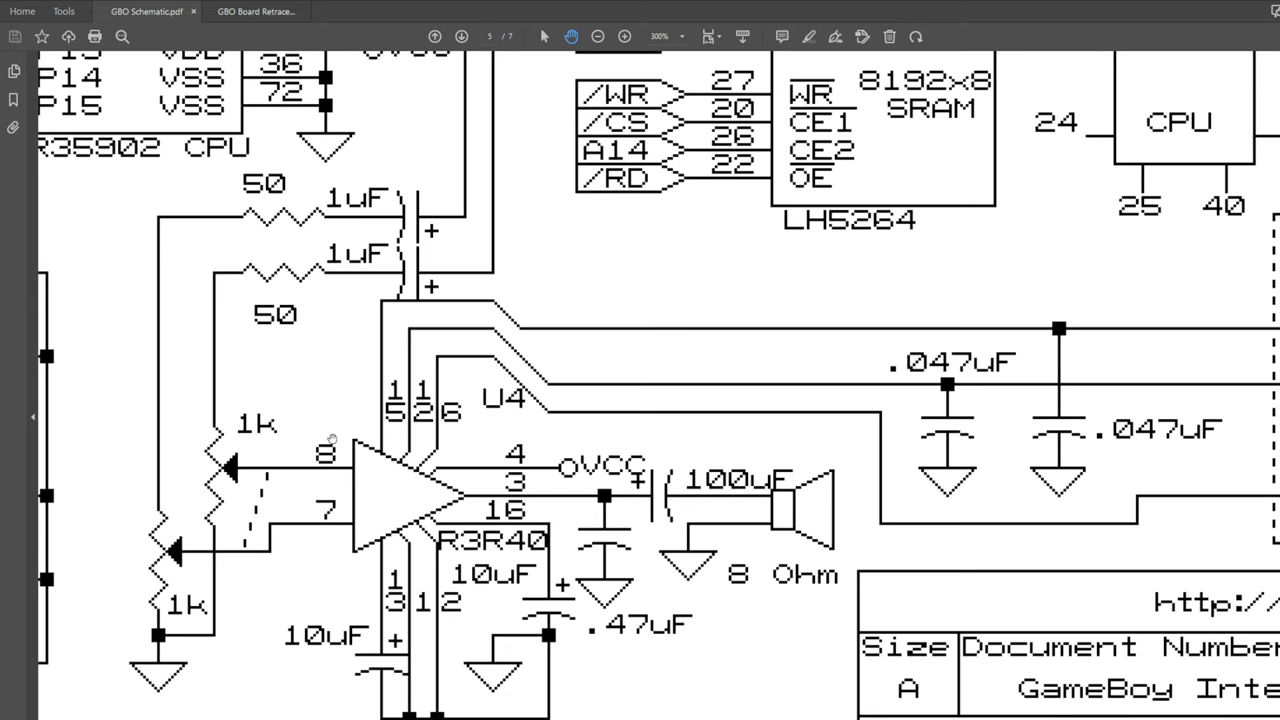 Home Tools GBO Schematic.pdf × GBO Board Retrace...
5 / 7 300%
P14 VSS 36
P15 VSS 72
R35902 CPU
/WR 27 WR
/CS 20 CE1
A14 26 CE2
/RD 22 OE
8192x8
SRAM
LH5264
24 CPU
25 40
50 1uF
+
1uF
+
50
.047uF
.047uF
1 1
5 2 6 U4
1k
8
7
4 VCC
3 + 100uF
16
R3R40
8 Ohm
1k
10uF +
.47uF
1
3 1 2
10uF +
http://
Size Document Number
A GameBoy Inte